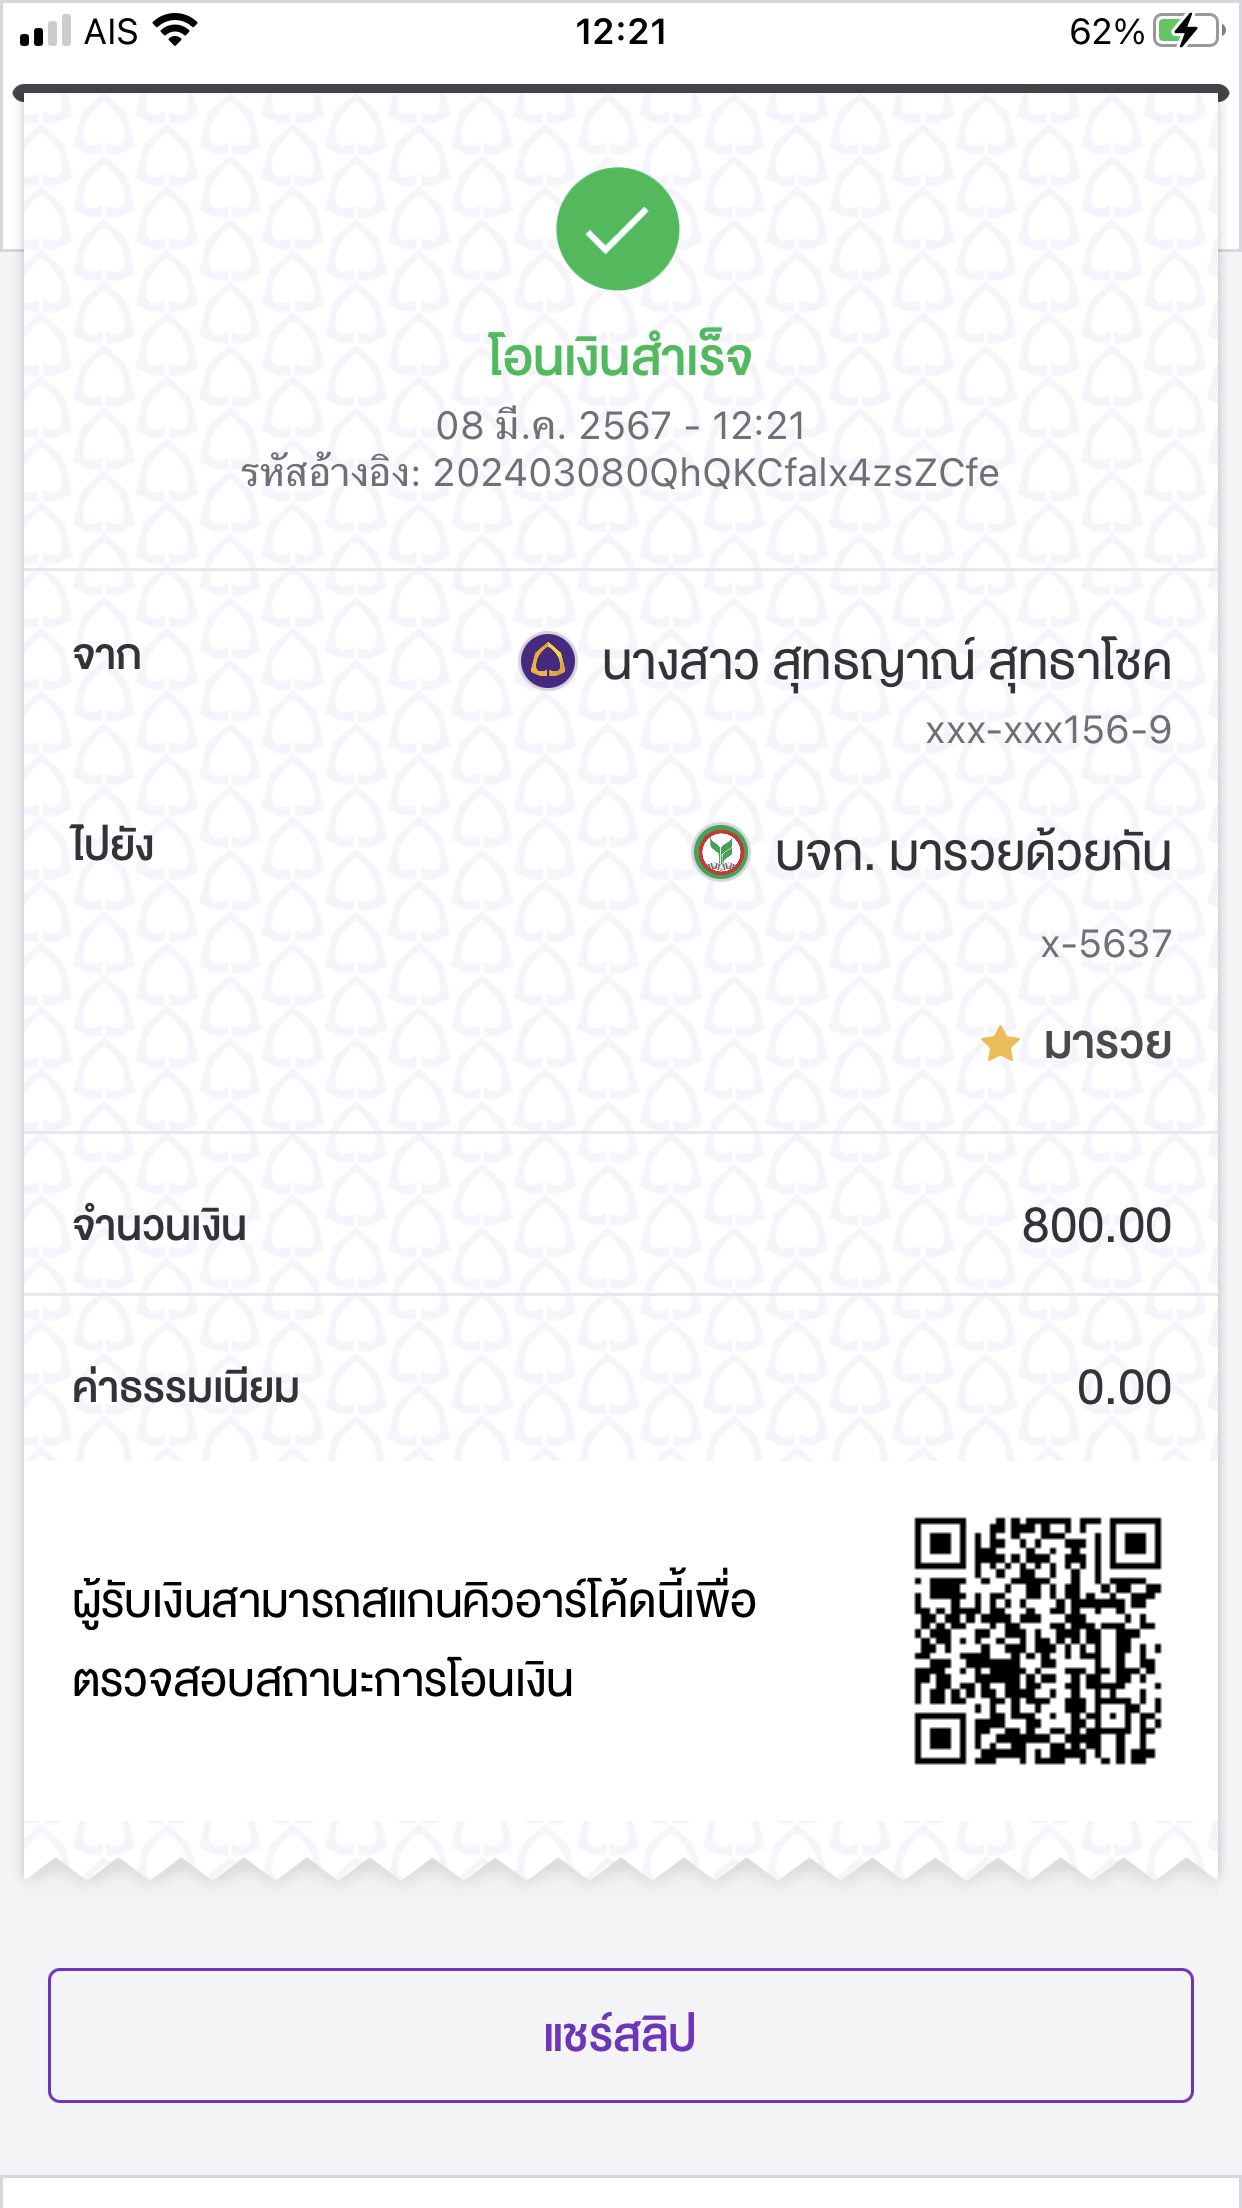 AIS 12:21 62%
โอนเงินสำเร็จ
08 มี.ค. 2567 - 12:21
รหัสอ้างอิง: 202403080QhQKCfalx4zsZCfe
จาก นางสาว สุทธญาณ์ สุทธาโชค
xxx-xxx156-9
ไปยัง บจก. มารวยด้วยกัน
x-5637
มารวย
จำนวนเงิน 800.00
ค่าธรรมเนียม 0.00
ผู้รับเงินสามารถสแกนคิวอาร์โค้ดนี้เพื่อ
ตรวจสอบสถานะการโอนเงิน
แชร์สลิป